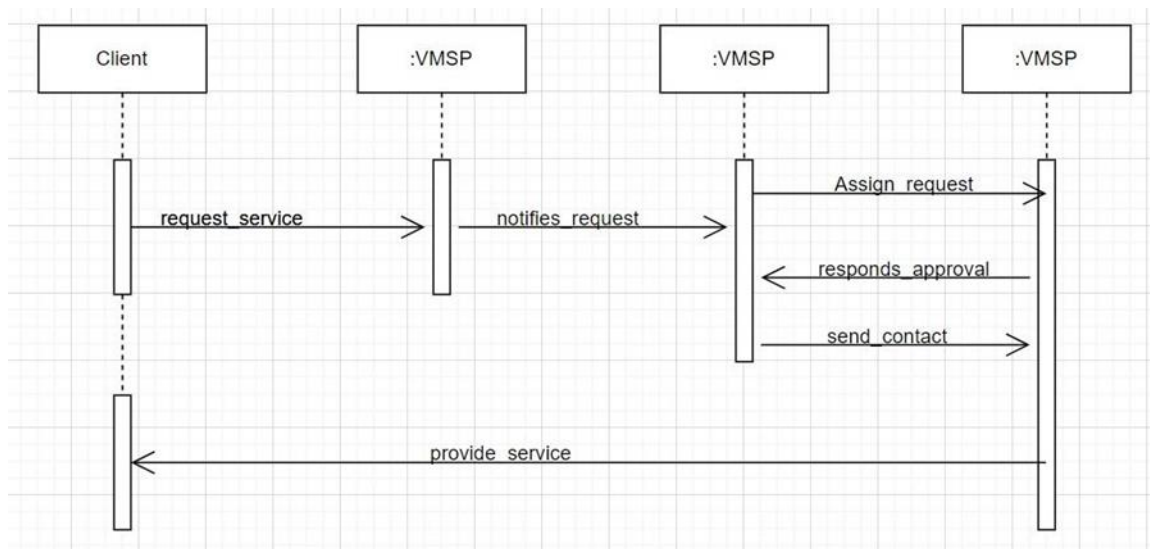 Client
:VMSP
:VMSP
:VMSP
Assign_request
request_service
notifies_request
responds_approval
send_contact
provide_service